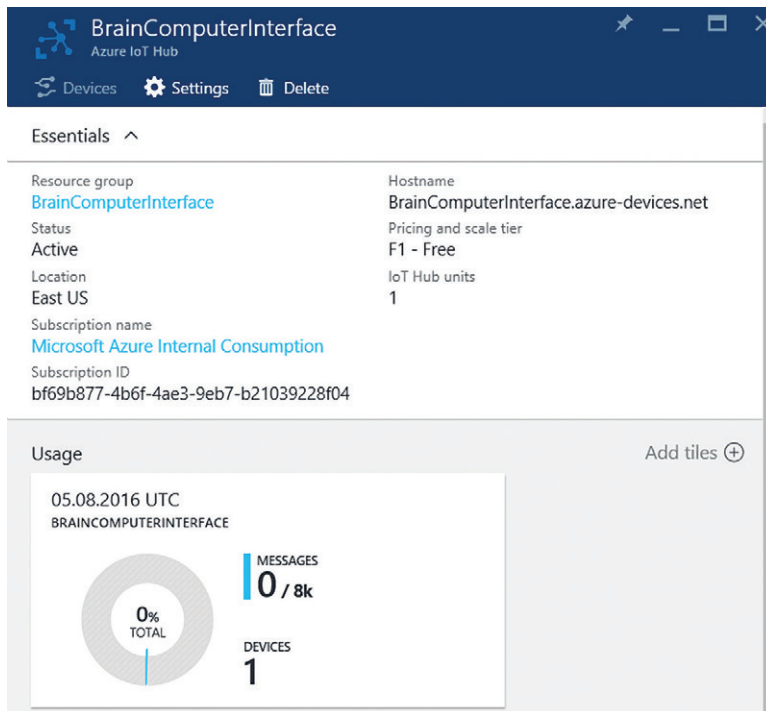 BrainComputerInterface
Azure IoT Hub
Devices Settings Delete
Essentials
Resource group
BrainComputerInterface
Status
Active
Location
East US
Subscription name
Microsoft Azure Internal Consumption
Subscription ID
bf69b877-4b6f-4ae3-9eb7-b21039228f04
Hostname
BrainComputerInterface.azure-devices.net
Pricing and scale tier
F1 - Free
IoT Hub units
1
Usage
Add tiles
05.08.2016 UTC
BRAINCOMPUTERINTERFACE
0%
TOTAL
MESSAGES
0 / 8k
DEVICES
1